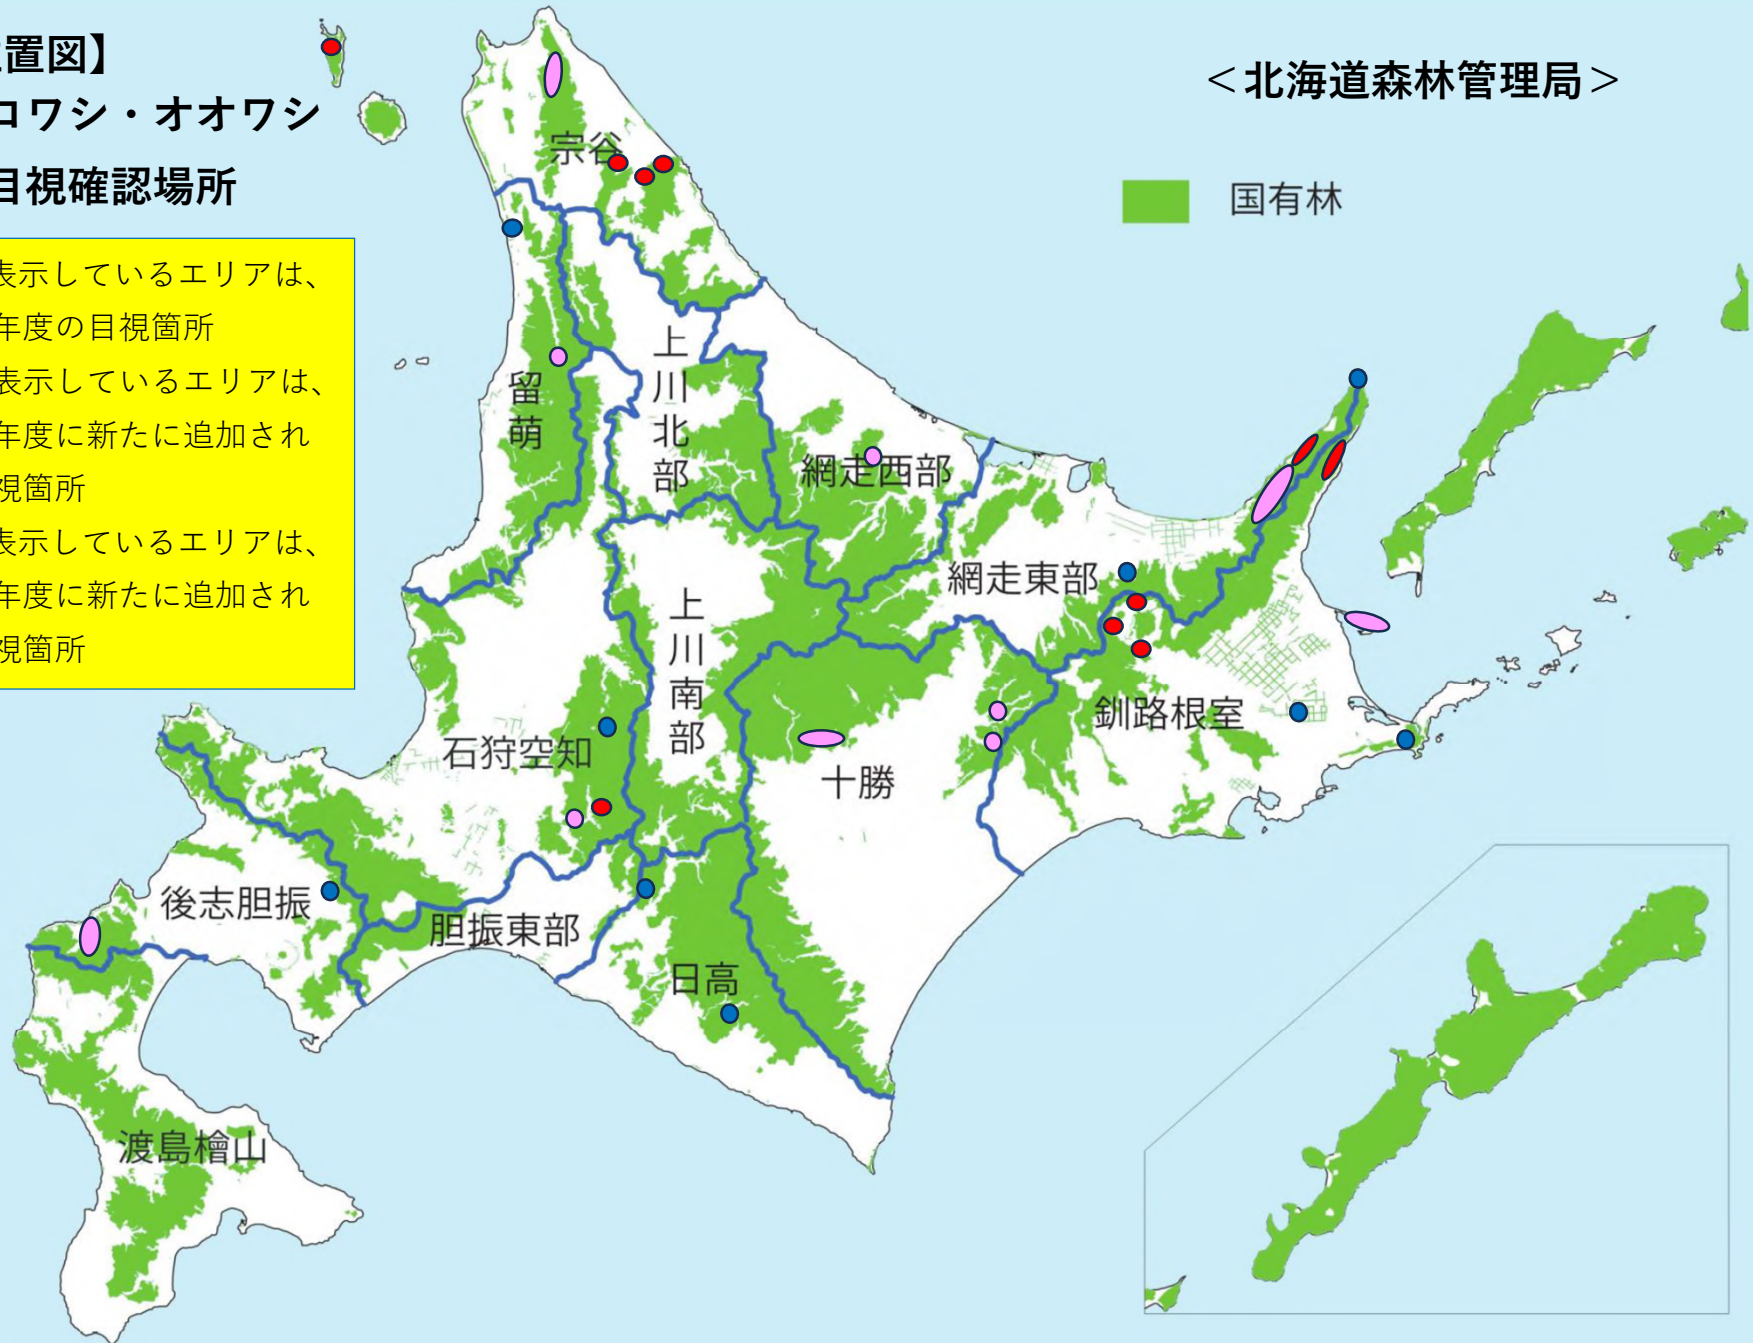 置図】
コワシ・オオワシ
目視確認場所
＜北海道森林管理局＞
国有林
表示しているエリアは、
年度の目視箇所
表示しているエリアは、
年度に新たに追加され
視箇所
表示しているエリアは、
年度に新たに追加され
視箇所
宗谷
上川北部
留萌
網走西部
網走東部
上川南部
釧路根室
石狩空知
十勝
後志胆振
胆振東部
日高
渡島檜山